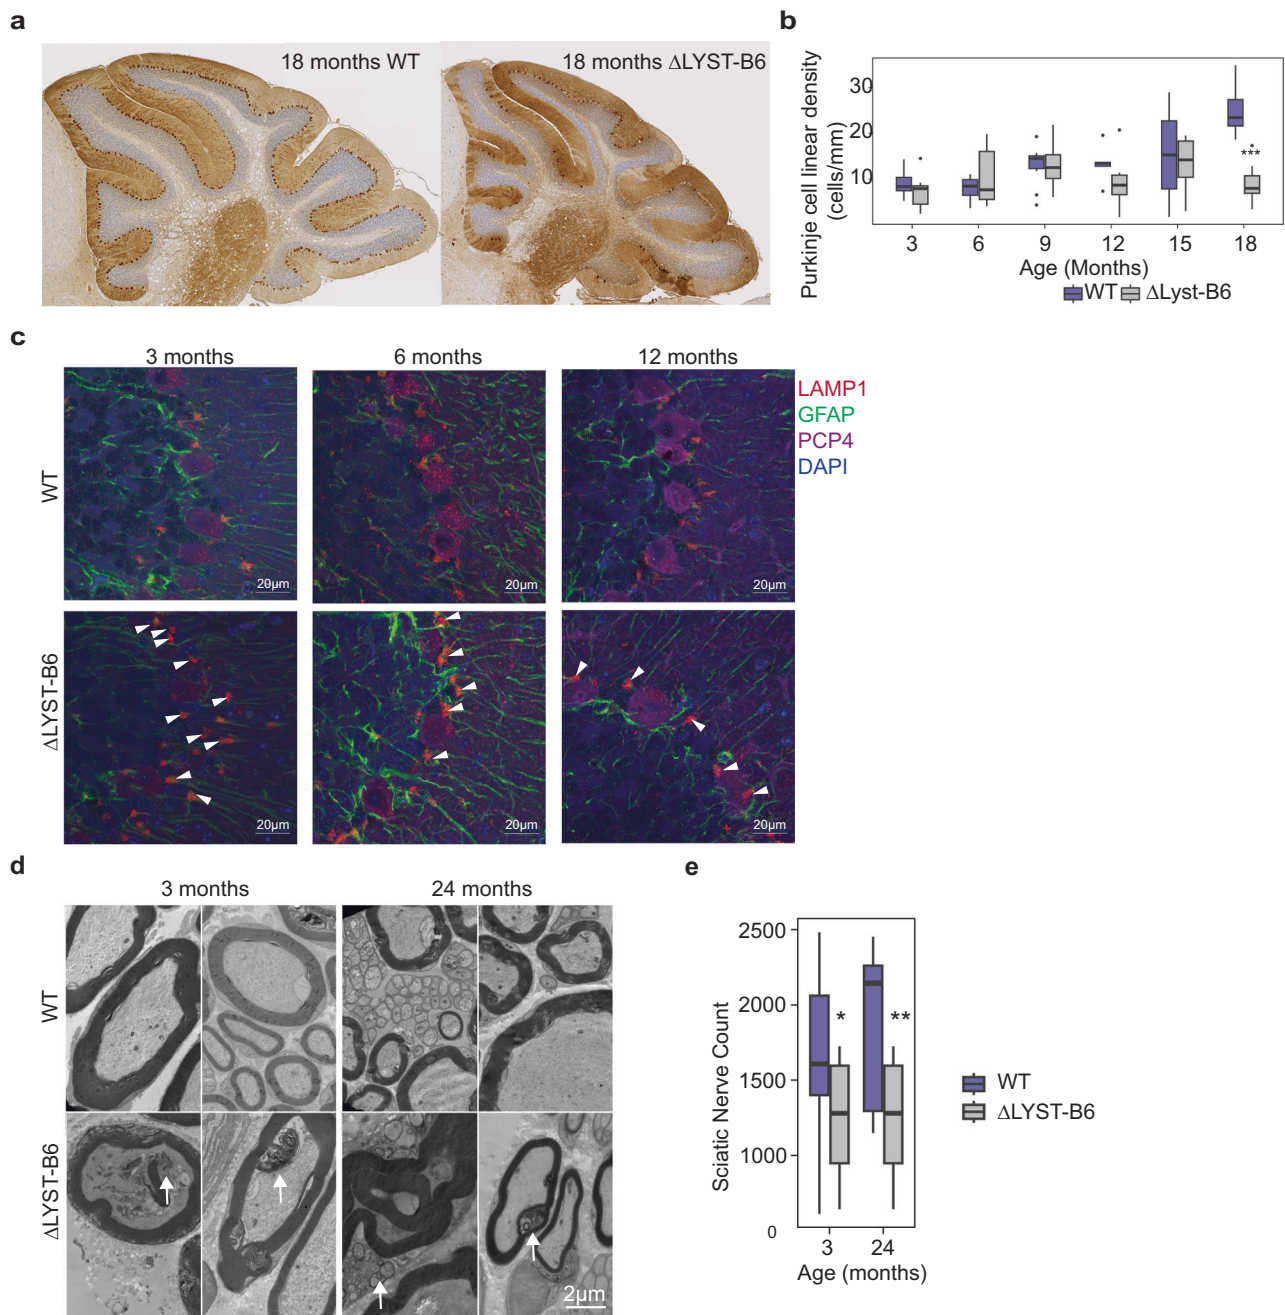 a
18 months WT
18 months ΔLYST-B6
b
Purkinje cell linear density
(cells/mm)
30
20
10
***
3 6 9 12 15 18
Age (Months)
WT ΔLyst-B6
c
3 months
6 months
12 months
LAMP1
GFAP
PCP4
DAPI
WT
20µm
20µm
20µm
ΔLYST-B6
20µm
20µm
20µm
d
3 months
24 months
WT
ΔLYST-B6
2µm
e
Sciatic Nerve Count
2500
2000
1500
1000
0
*
**
3 24
Age (months)
WT
ΔLYST-B6